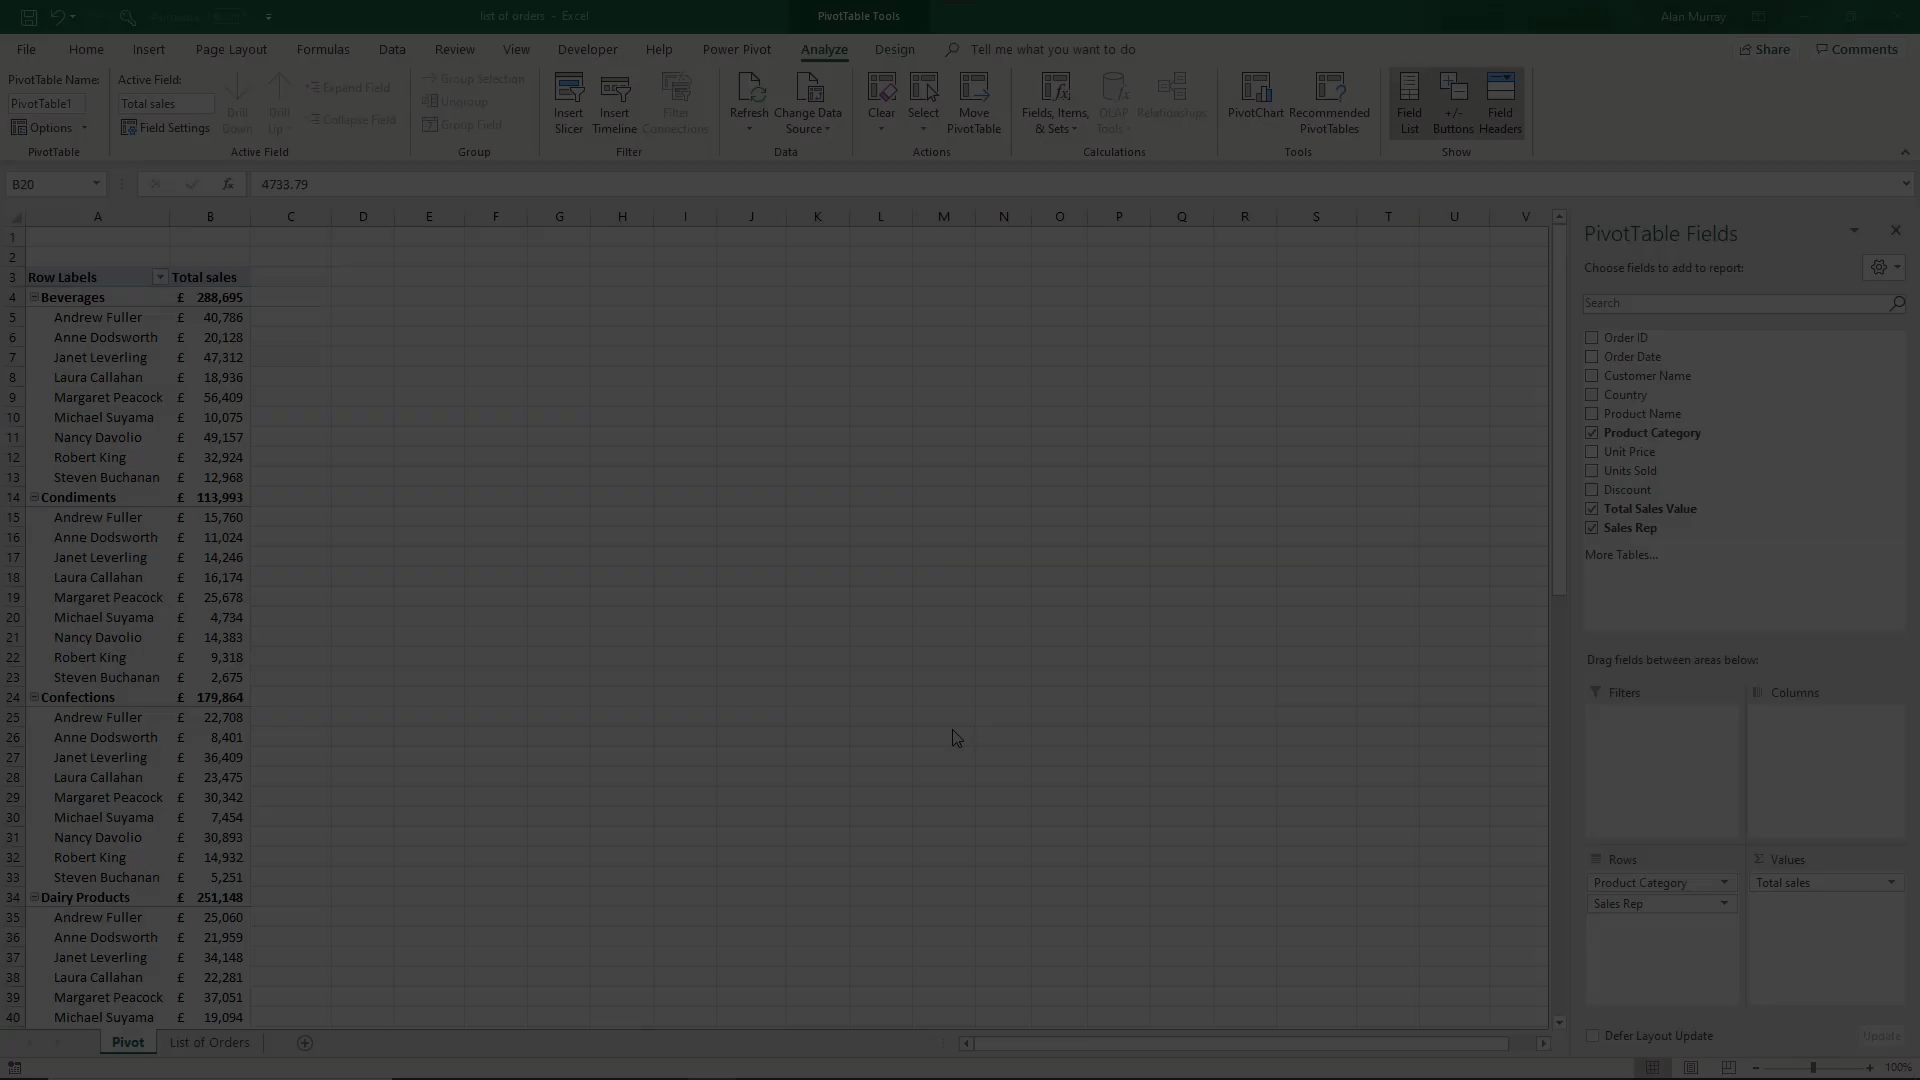 list of orders - Excel
PivotTable Tools
Alan Murray
File Home Insert Page Layout Formulas Data Review View Developer Help Power Pivot Analyze Design Tell me what you want to do Share Comments
PivotTable Name:
PivotTable1
Options
PivotTable
Active Field:
Total sales
Field Settings
Drill Down
Drill Up
Expand Field
Collapse Field
Active Field
Group Selection
Ungroup
Group Field
Group
Insert Slicer
Insert Timeline
Filter Connections
Filter
Refresh
Change Data Source
Data
Clear
Select
Move PivotTable
Actions
Fields, Items, & Sets
OLAP Tools
Relationships
Calculations
PivotChart
Recommended PivotTables
Tools
Field List
+/- Buttons
Field Headers
Show
B20 fx 4733.79
A B C D E F G H I J K L M N O P Q R S T U V
1
2
3 Row Labels Total sales
4 Beverages £ 288,695
5 Andrew Fuller £ 40,786
6 Anne Dodsworth £ 20,128
7 Janet Leverling £ 47,312
8 Laura Callahan £ 18,936
9 Margaret Peacock £ 56,409
10 Michael Suyama £ 10,075
11 Nancy Davolio £ 49,157
12 Robert King £ 32,924
13 Steven Buchanan £ 12,968
14 Condiments £ 113,993
15 Andrew Fuller £ 15,760
16 Anne Dodsworth £ 11,024
17 Janet Leverling £ 14,246
18 Laura Callahan £ 16,174
19 Margaret Peacock £ 25,678
20 Michael Suyama £ 4,734
21 Nancy Davolio £ 14,383
22 Robert King £ 9,318
23 Steven Buchanan £ 2,675
24 Confections £ 179,864
25 Andrew Fuller £ 22,708
26 Anne Dodsworth £ 8,401
27 Janet Leverling £ 36,409
28 Laura Callahan £ 23,475
29 Margaret Peacock £ 30,342
30 Michael Suyama £ 7,454
31 Nancy Davolio £ 30,893
32 Robert King £ 14,932
33 Steven Buchanan £ 5,251
34 Dairy Products £ 251,148
35 Andrew Fuller £ 25,060
36 Anne Dodsworth £ 21,959
37 Janet Leverling £ 34,148
38 Laura Callahan £ 22,281
39 Margaret Peacock £ 37,051
40 Michael Suyama £ 19,094
PivotTable Fields
Choose fields to add to report:
Search
Order ID
Order Date
Customer Name
Country
Product Name
Product Category
Unit Price
Units Sold
Discount
Total Sales Value
Sales Rep
More Tables...
Drag fields between areas below:
Filters
Columns
Rows
Product Category
Sales Rep
Σ Values
Total sales
Defer Layout Update
Update
Pivot List of Orders
100%